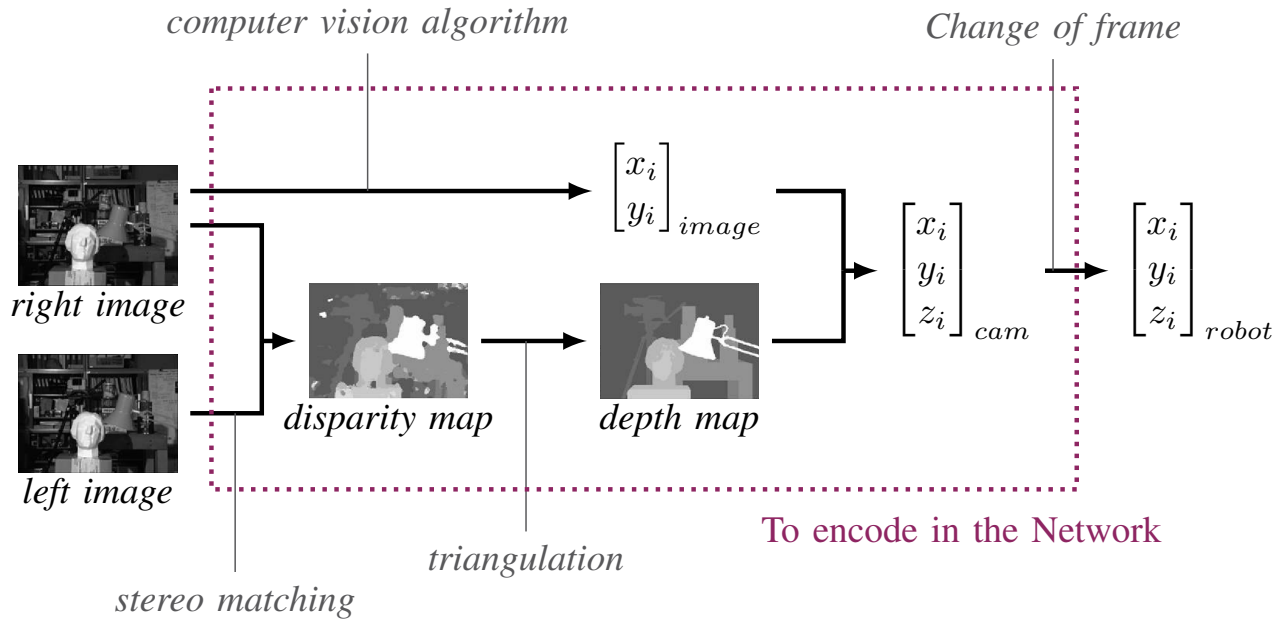 computer vision algorithm
Change of frame
[x_i
y_i]_image
[x_i
y_i
z_i]_cam
[x_i
y_i
z_i]_robot
right image
disparity map
depth map
left image
To encode in the Network
triangulation
stereo matching